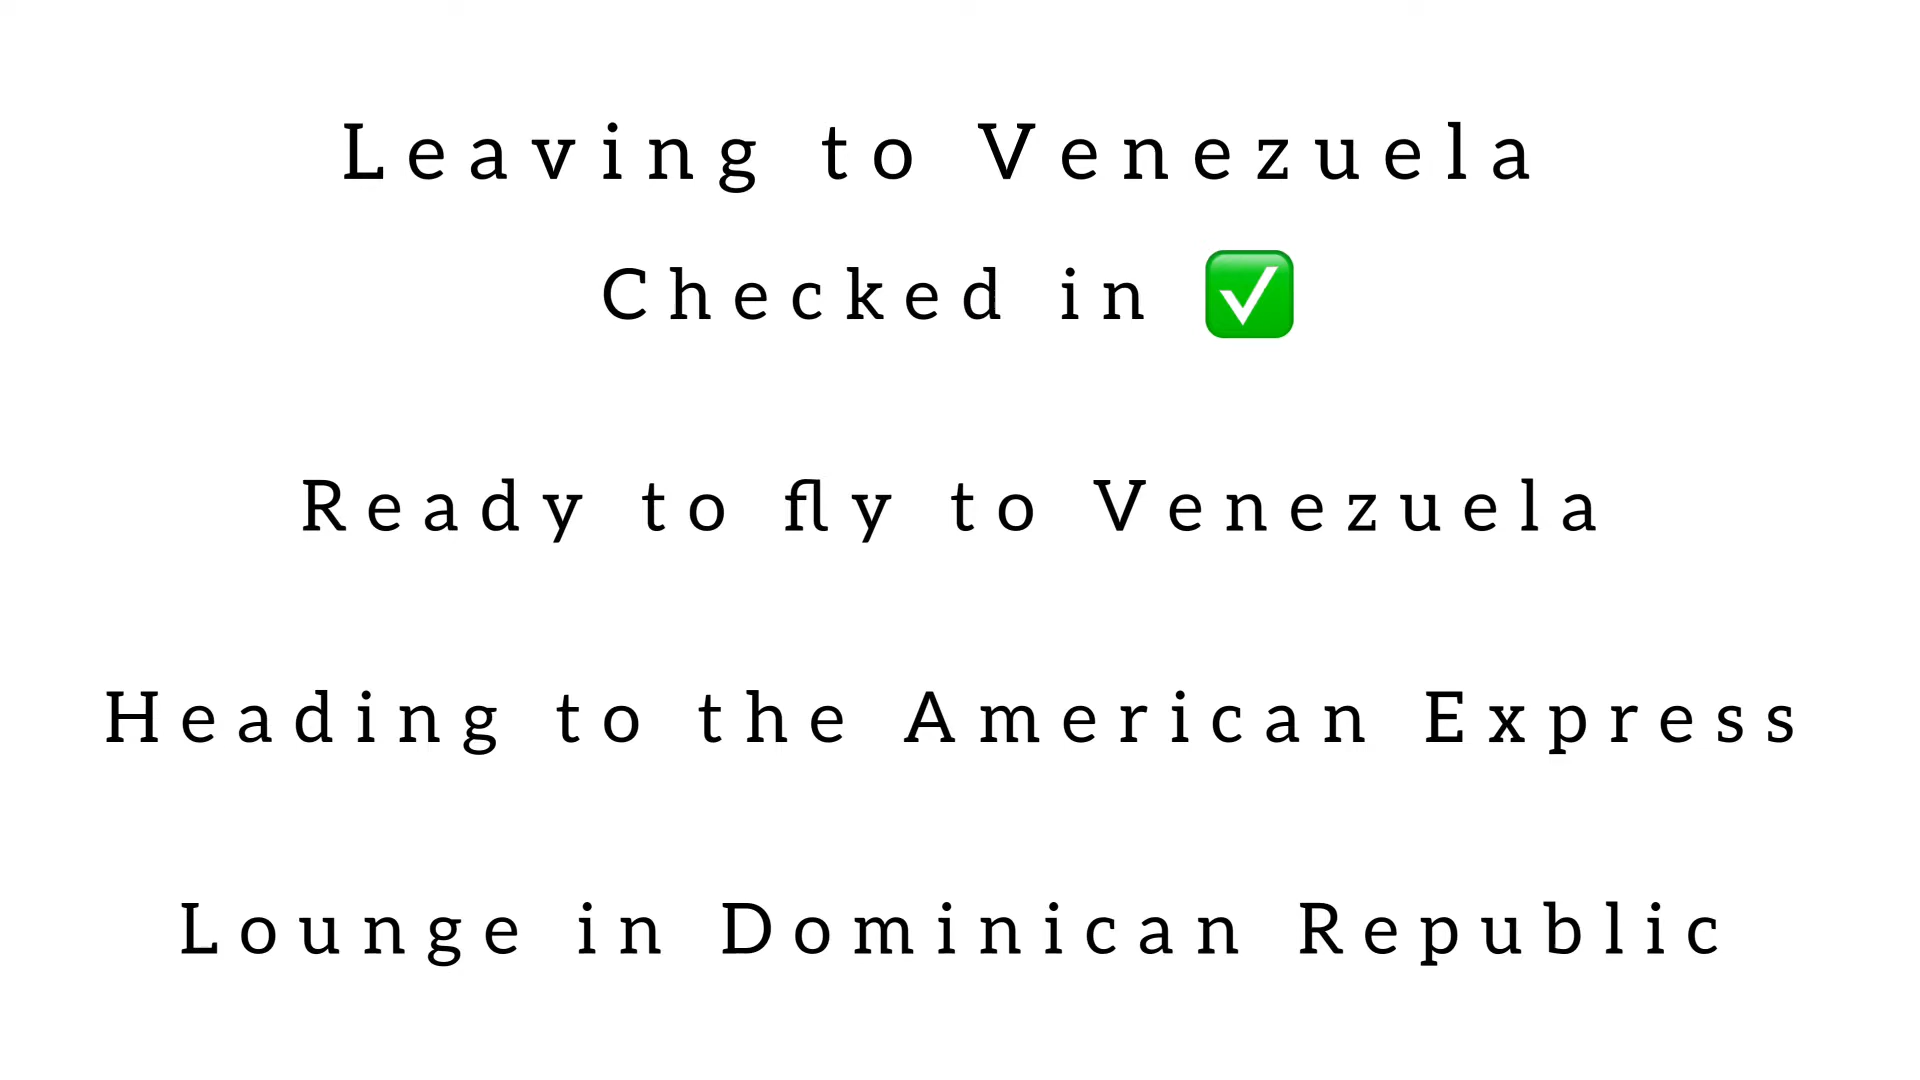 Leaving to Venezuela
Checked in ✅
Ready to fly to Venezuela
Heading to the American Express
Lounge in Dominican Republic